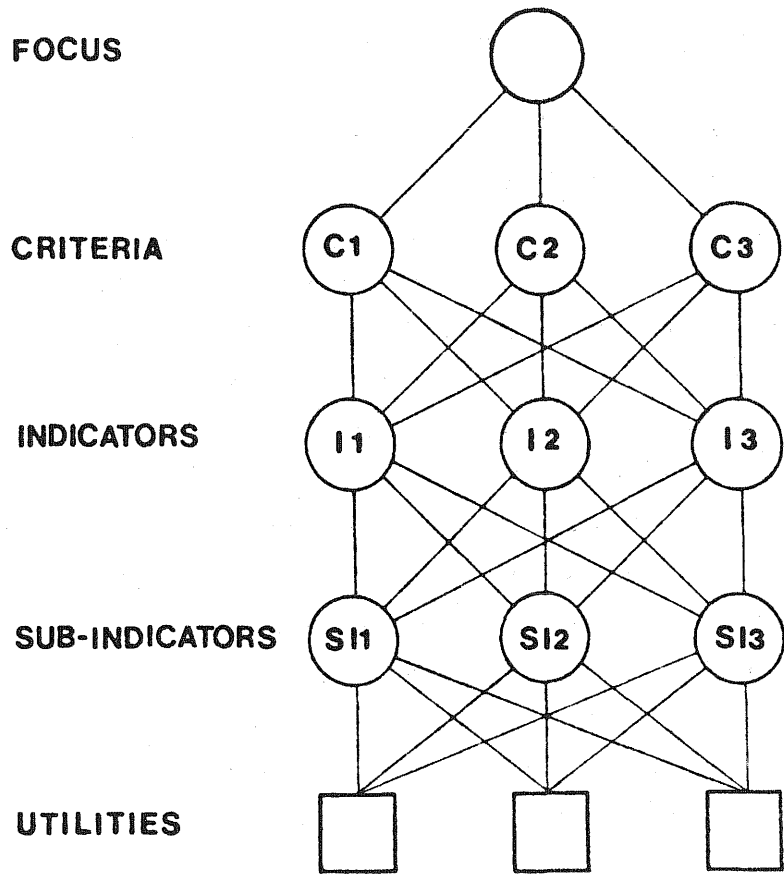 FOCUS
CRITERIA C1 C2 C3
INDICATORS I1 I2 I3
SUB-INDICATORS SI1 SI2 SI3
UTILITIES